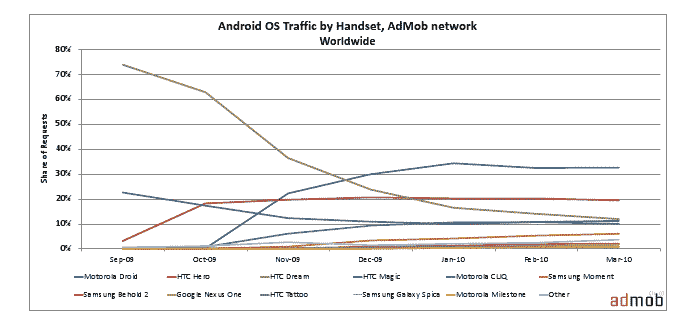 Android OS Traffic by Handset, AdMob network
Worldwide
80%
70%
60%
50%
40%
30%
20%
10%
0%
Share of Requests
Sep-09 Oct-09 Nov-09 Dec-09 Jan-10 Feb-10 Mar-10
Motorola Droid HTC Hero HTC Dream HTC Magic Motorola CLIQ Samsung Moment
Samsung Behold 2 Google Nexus One HTC Tattoo Samsung Galaxy Spica Motorola Milestone Other
admob